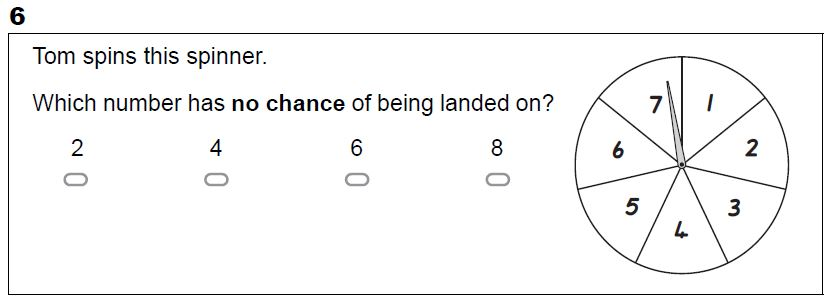 6
Tom spins this spinner.
Which number has no chance of being landed on?
2 4 6 8
7 1
6 2
5 3
4